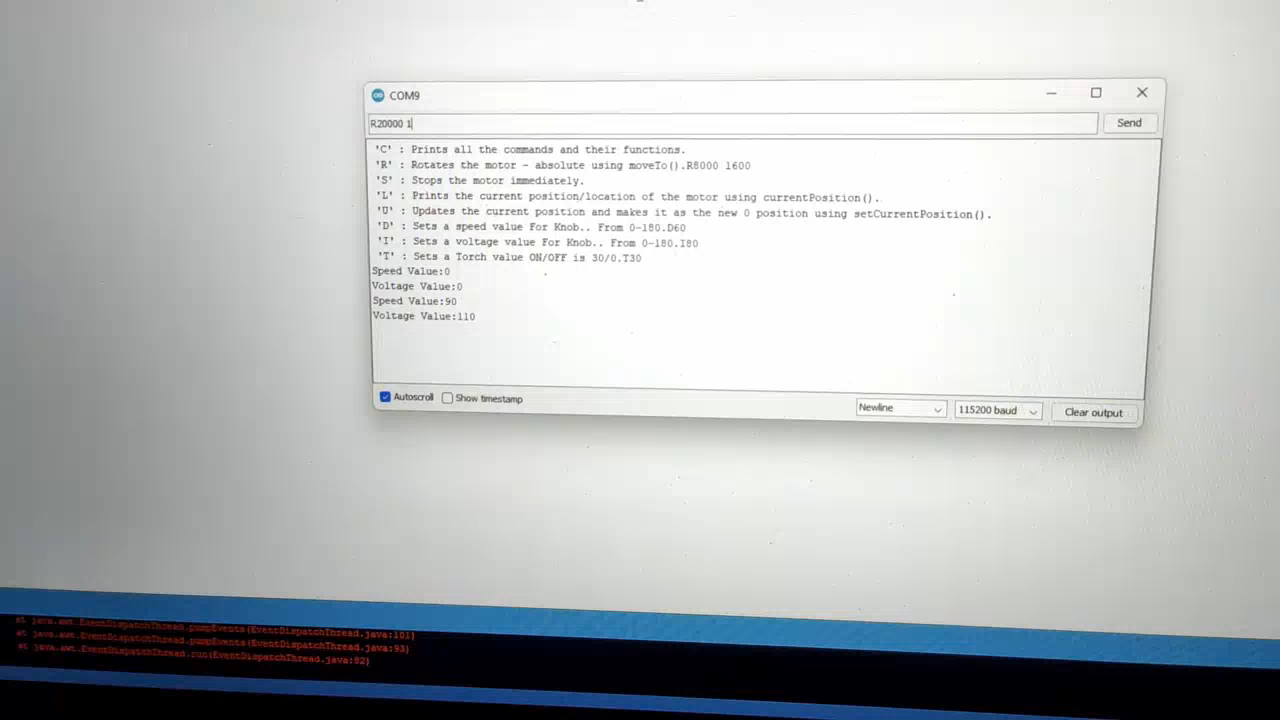 COM9
R20000 1
Send
'C' : Prints all the commands and their functions.
'R' : Rotates the motor - absolute using moveTo().R8000 1600
'S' : Stops the motor immediately.
'L' : Prints the current position/location of the motor using currentPosition().
'U' : Updates the current position and makes it as the new 0 position using setCurrentPosition().
'D' : Sets a speed value For Knob.. From 0-180.D60
'I' : Sets a voltage value For Knob.. From 0-180.I80
'T' : Sets a Torch value ON/OFF is 30/0.T30
Speed Value:0
Voltage Value:0
Speed Value:90
Voltage Value:110
Autoscroll Show timestamp Newline 115200 baud Clear output
at java.awt.EventDispatchThread.pumpEvents(EventDispatchThread.java:101)
at java.awt.EventDispatchThread.pumpEvents(EventDispatchThread.java:93)
at java.awt.EventDispatchThread.run(EventDispatchThread.java:82)